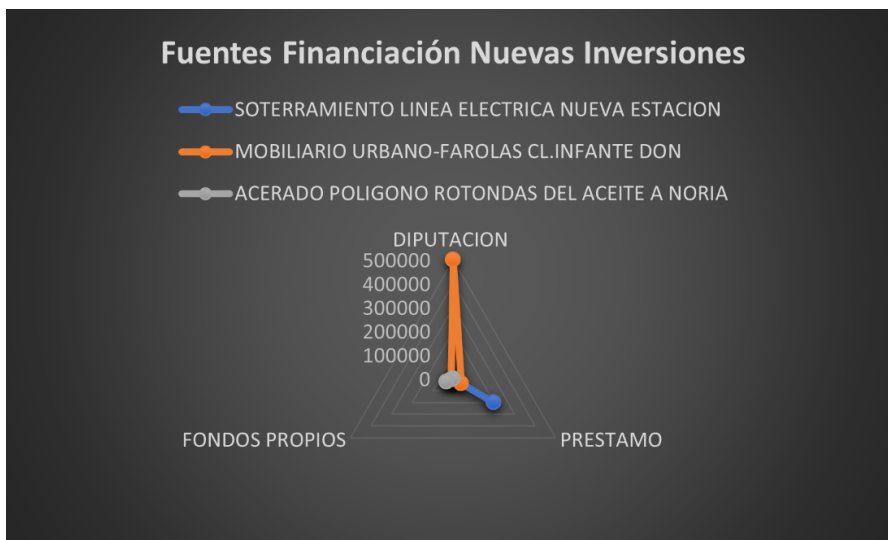 Fuentes Financiación Nuevas Inversiones
SOTERRAMIENTO LINEA ELECTRICA NUEVA ESTACION
MOBILIARIO URBANO-FAROLAS CL.INFANTE DON
ACERADO POLIGONO ROTONDAS DEL ACEITE A NORIA
DIPUTACION
500000
400000
300000
200000
100000
0
FONDOS PROPIOS
PRESTAMO